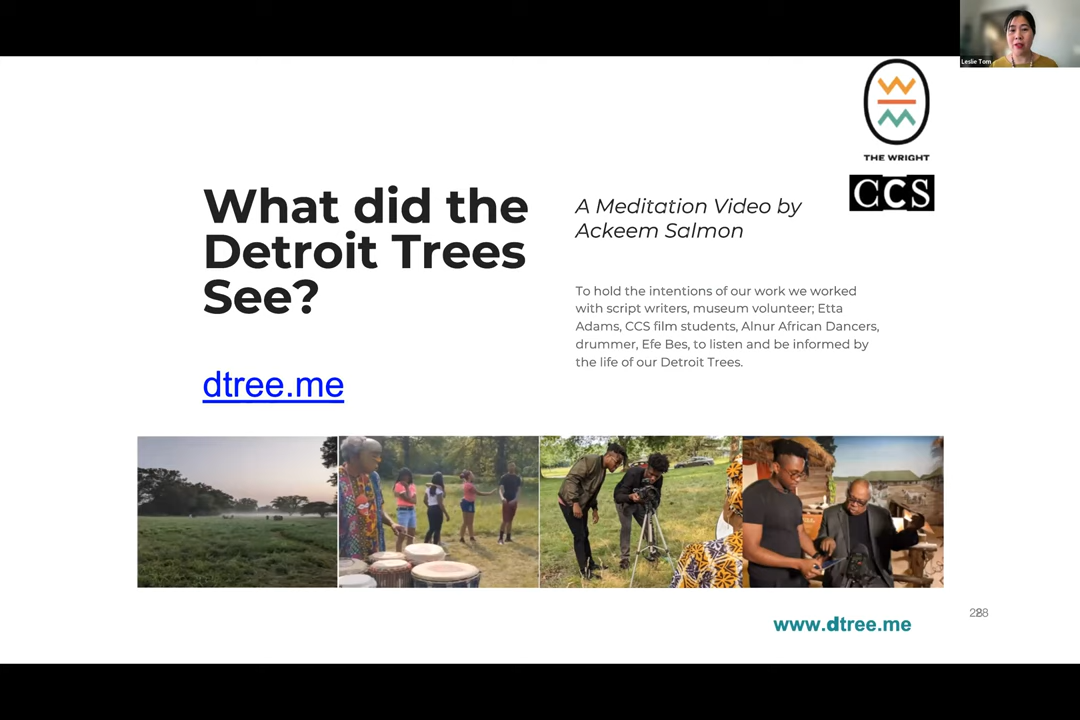 Leslie Tom
THE WRIGHT
CCS
What did the
Detroit Trees
See?
dtree.me
A Meditation Video by
Ackeem Salmon
To hold the intentions of our work we worked
with script writers, museum volunteer; Etta
Adams, CCS film students, Alnur African Dancers,
drummer, Efe Bes, to listen and be informed by
the life of our Detroit Trees.
www.dtree.me